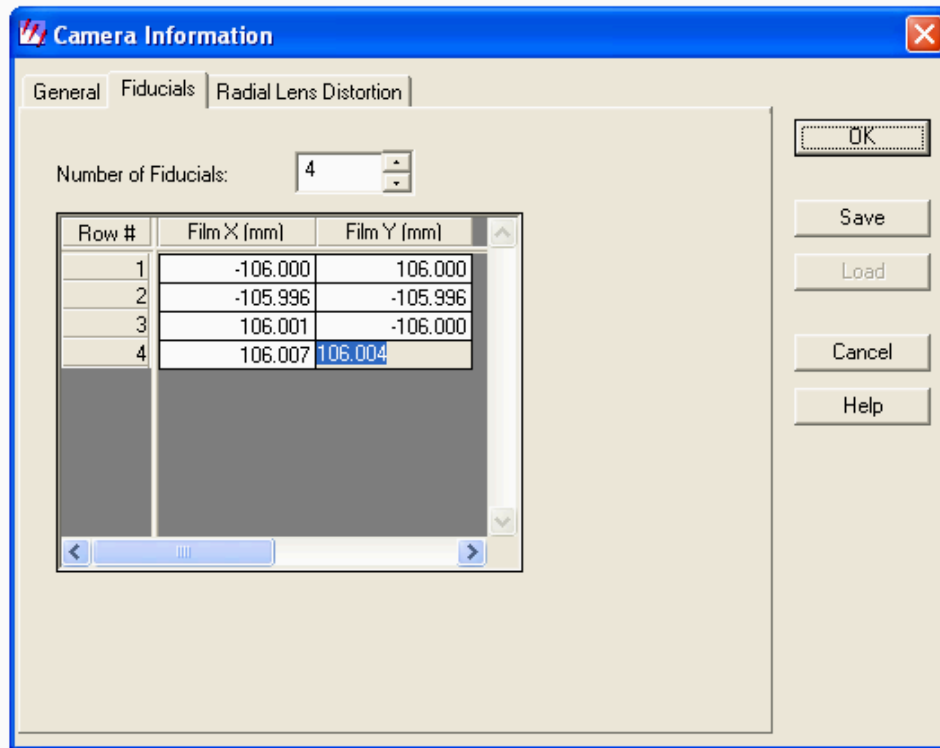 Camera Information
General Fiducials Radial Lens Distortion
Number of Fiducials: 4
Row # Film X (mm) Film Y (mm)
1 -106.000 106.000
2 -105.996 -105.996
3 106.001 -106.000
4 106.007 106.004
OK
Save
Load
Cancel
Help